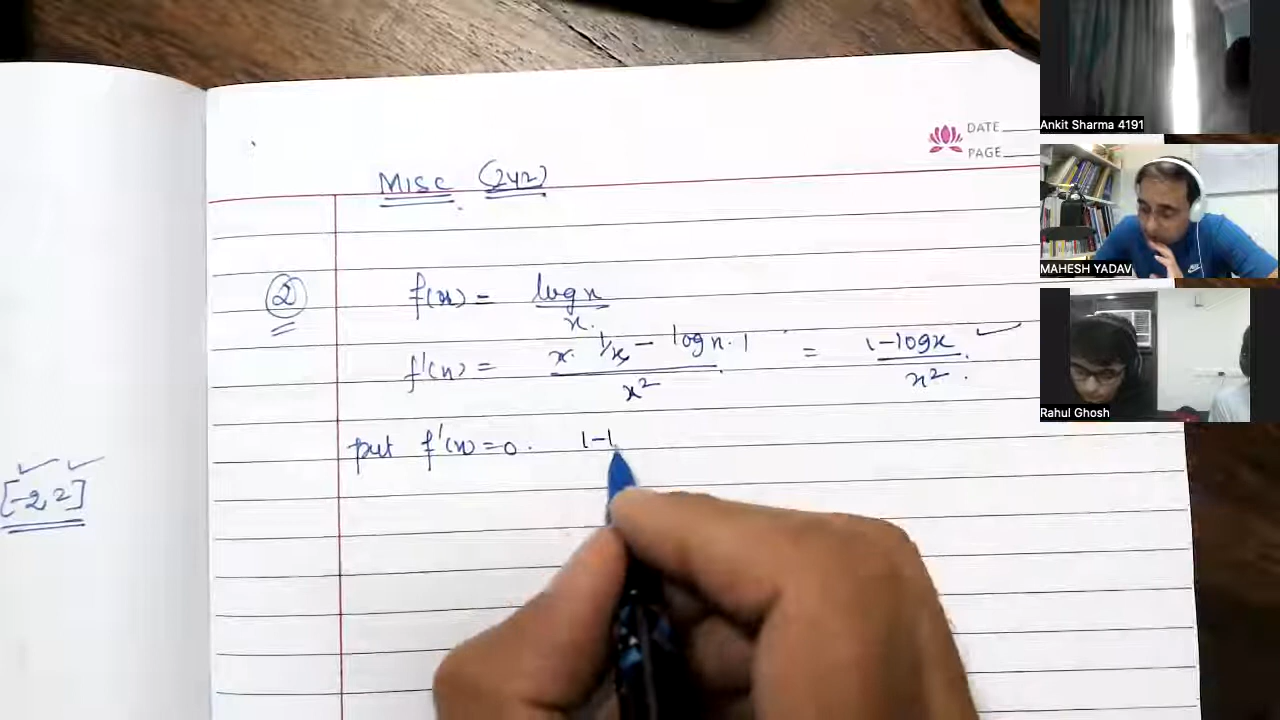 DATE
PAGE
MISC (242)
② f(x) = log x / x.
f'(x) = x · 1/x - log x · 1 / x² = 1 - log x / x².
put f'(x) = 0. 1-1
[-2, 2]
Ankit Sharma 4191
MAHESH YADAV
Rahul Ghosh